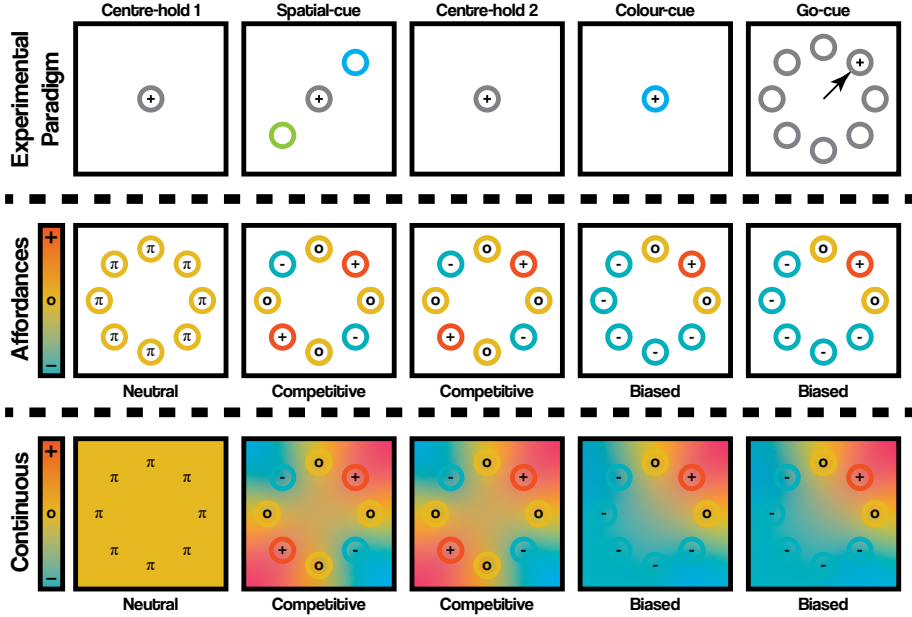 Centre-hold 1 Spatial-cue Centre-hold 2 Colour-cue Go-cue
Experimental
Paradigm
+ + + + +
Affordances
+
o
−
π π π π π π π π
Neutral
o
- +
o o
+ -
o
Competitive
o
- +
o o
+ -
o
Competitive
o
- +
- o
- -
-
Biased
o
- +
- o
- -
-
Biased
Continuous
+
o
−
π π π π π π π π
Neutral
o
- +
o o
+ -
o
Competitive
o
- +
o o
+ -
o
Competitive
o
- +
- o
- -
-
Biased
o
- +
- o
- -
-
Biased